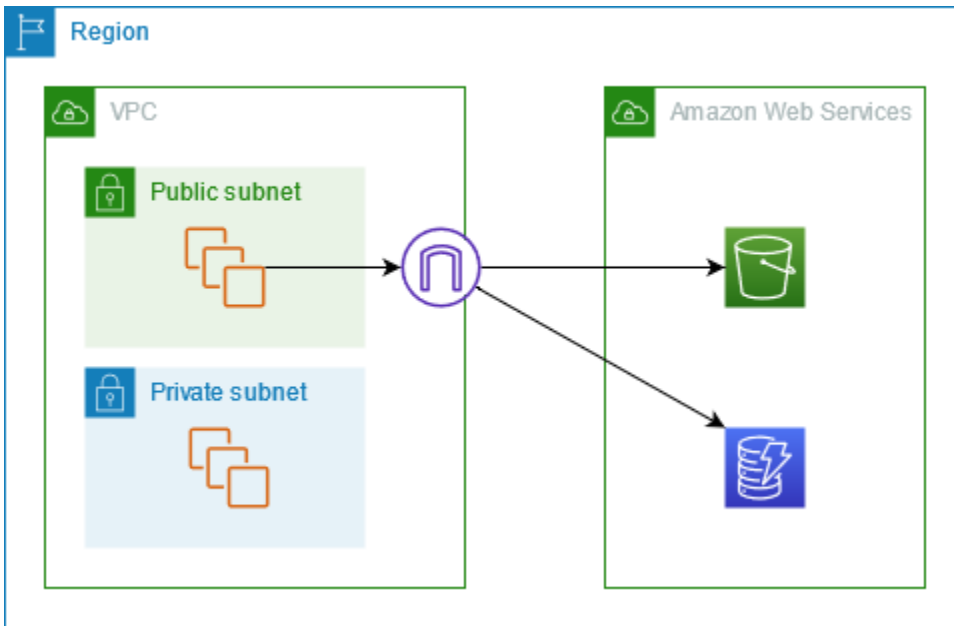 Region
VPC
Amazon Web Services
Public subnet
Private subnet